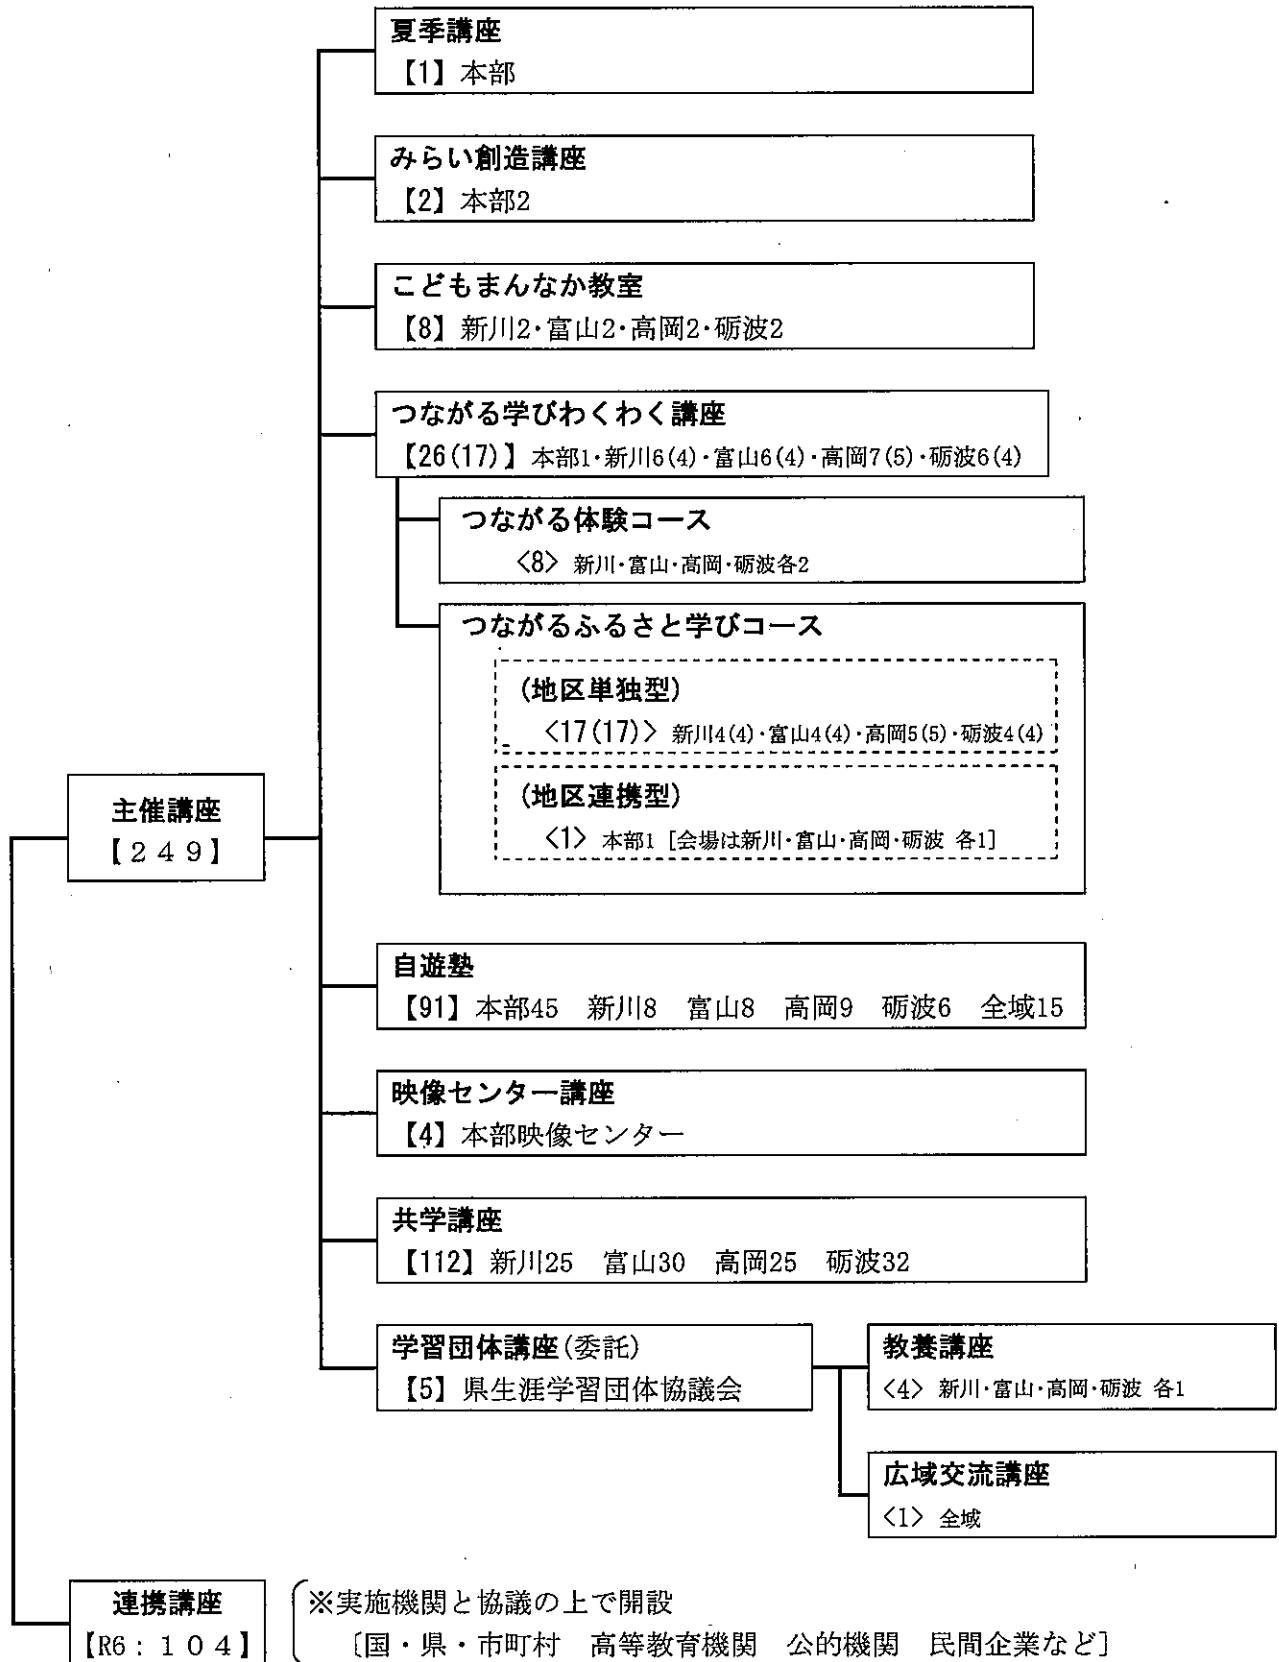 夏季講座
【1】本部
みらい創造講座
【2】本部2
こどもまんなか教室
【8】新川2・富山2・高岡2・砺波2
つながる学びわくわく講座
【26(17)】本部1・新川6(4)・富山6(4)・高岡7(5)・砺波6(4)
つながる体験コース
<8> 新川・富山・高岡・砺波各2
つながるふるさと学びコース
(地区単独型)
<17(17)> 新川4(4)・富山4(4)・高岡5(5)・砺波4(4)
(地区連携型)
<1> 本部1 [会場は新川・富山・高岡・砺波 各1]
主催講座
【249】
自遊塾
【91】本部45 新川8 富山8 高岡9 砺波6 全域15
映像センター講座
【4】本部映像センター
共学講座
【112】新川25 富山30 高岡25 砺波32
学習団体講座(委託)
【5】県生涯学習団体協議会
教養講座
<4> 新川・富山・高岡・砺波 各1
広域交流講座
<1> 全域
連携講座
【R6：104】
※実施機関と協議の上で開設
〔国・県・市町村 高等教育機関 公的機関 民間企業など〕